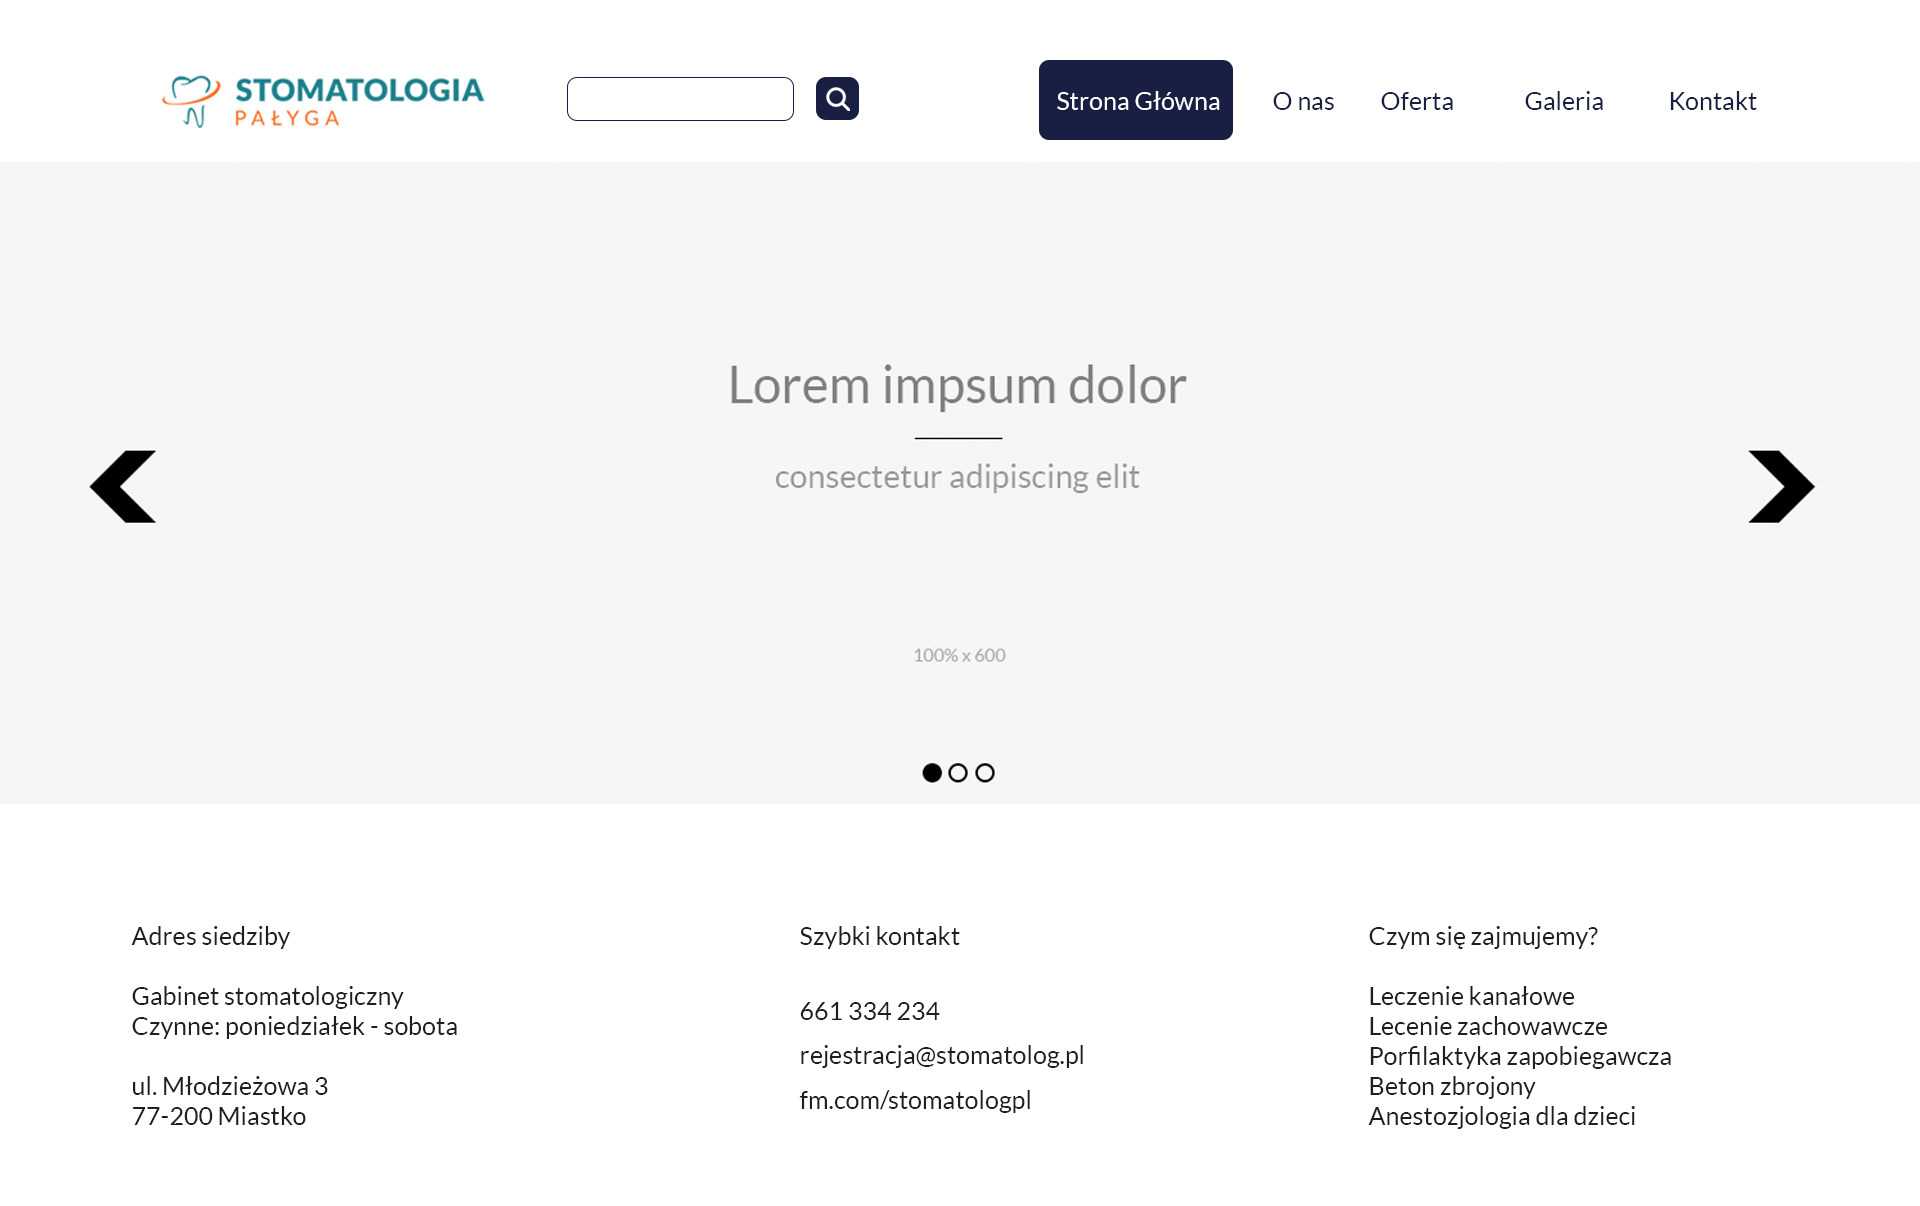 STOMATOLOGIA
PAŁYGA
Strona Główna
O nas
Oferta
Galeria
Kontakt
Lorem impsum dolor
consectetur adipiscing elit
100% x 600
Adres siedziby
Gabinet stomatologiczny
Czynne: poniedziałek - sobota
ul. Młodzieżowa 3
77-200 Miastko
Szybki kontakt
661 334 234
rejestracja@stomatolog.pl
fm.com/stomatologpl
Czym się zajmujemy?
Leczenie kanałowe
Lecenie zachowawcze
Porfilaktyka zapobiegawcza
Beton zbrojony
Anestozjologia dla dzieci